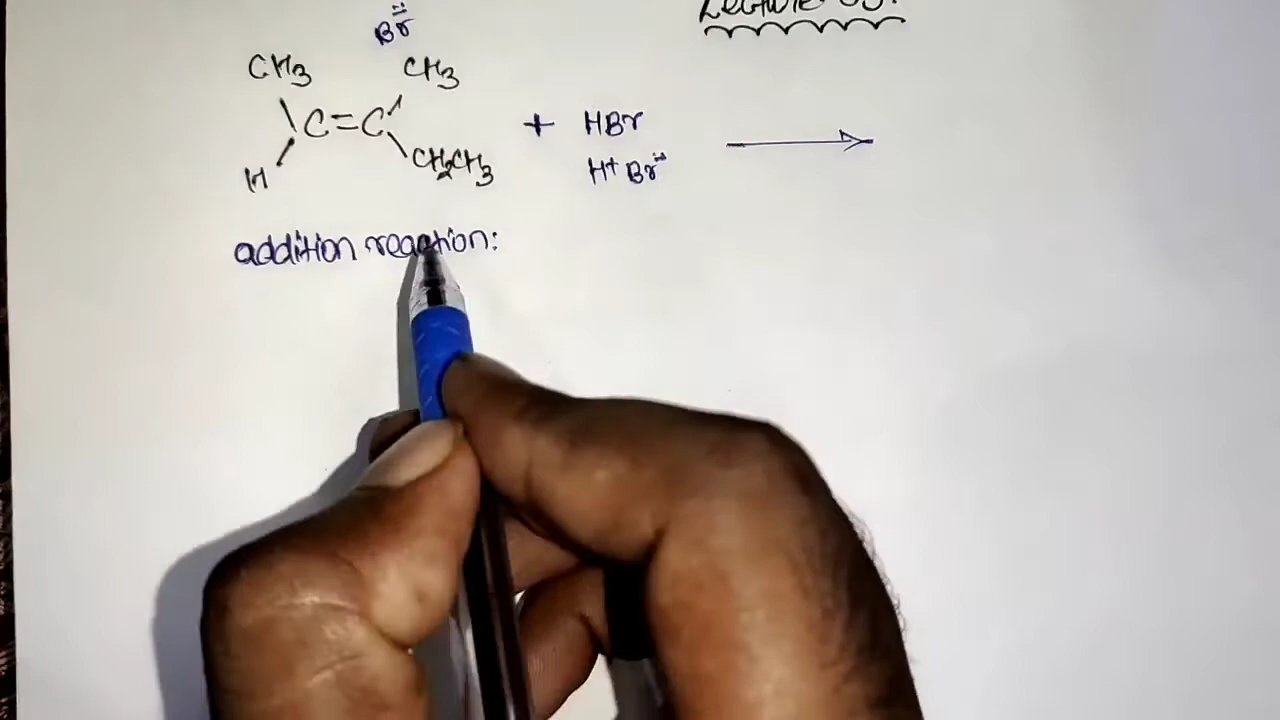 Br̈
CH3 CH3
C=C + HBr
H CH2CH3 H+ Br̈
addition reaction: